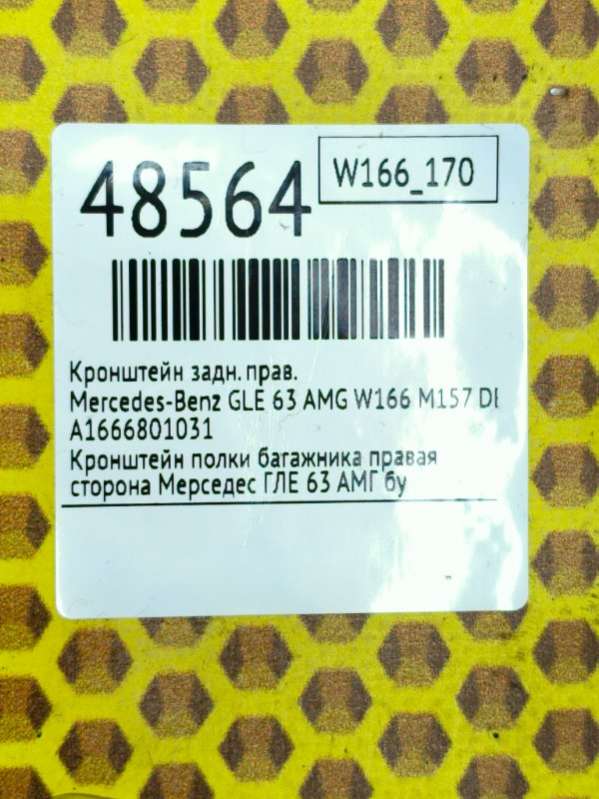 48564
W166_170
Кронштейн задн. прав.
Mercedes-Benz GLE 63 AMG W166 M157 DE
A1666801031
Кронштейн полки багажника правая
сторона Мерседес ГЛЕ 63 АМГ бу